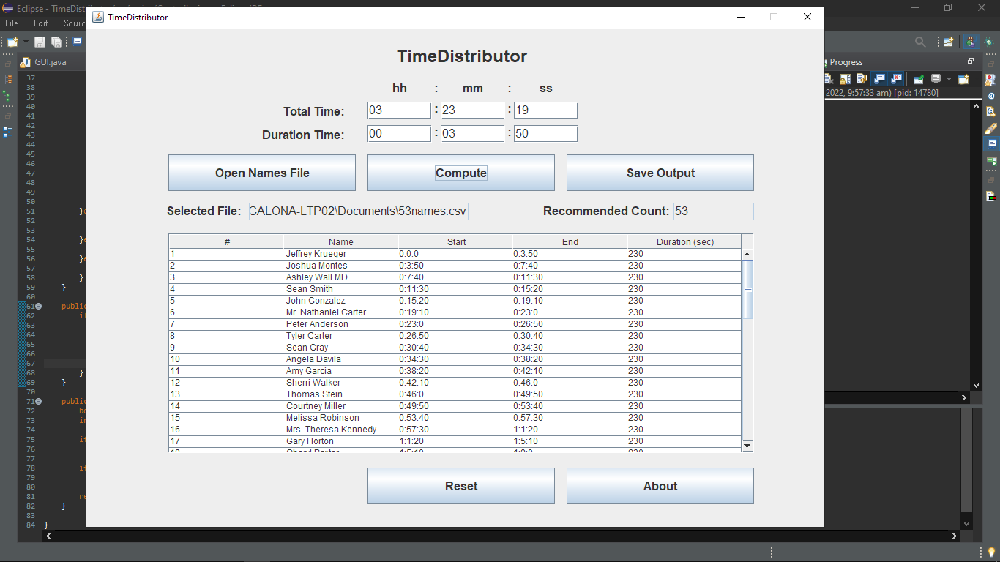 Eclipse - TimeDist
File Edit Sourc
GUI.java
Progress
2022, 9:57:33 am) [pid: 14780]
37
38
39
40
41
42
43
44
45
46
47
48
49
50
51 }
52
53
54 }
55
56 }
57
58 }
59 }
60
61 public
62 if
63
64
65
66
67
68 }
69 }
70
71 public
72 bo
73 in
74
75 if
76
77
78 if
79
80
81 re
82 }
83
84 }
TimeDistributor
TimeDistributor
hh : mm : ss
Total Time: 03 : 23 : 19
Duration Time: 00 : 03 : 50
Open Names File Compute Save Output
Selected File: CALONA-LTP02\Documents\53names.csv Recommended Count: 53
# Name Start End Duration (sec)
1 Jeffrey Krueger 0:0:0 0:3:50 230
2 Joshua Montes 0:3:50 0:7:40 230
3 Ashley Wall MD 0:7:40 0:11:30 230
4 Sean Smith 0:11:30 0:15:20 230
5 John Gonzalez 0:15:20 0:19:10 230
6 Mr. Nathaniel Carter 0:19:10 0:23:0 230
7 Peter Anderson 0:23:0 0:26:50 230
8 Tyler Carter 0:26:50 0:30:40 230
9 Sean Gray 0:30:40 0:34:30 230
10 Angela Davila 0:34:30 0:38:20 230
11 Amy Garcia 0:38:20 0:42:10 230
12 Sherri Walker 0:42:10 0:46:0 230
13 Thomas Stein 0:46:0 0:49:50 230
14 Courtney Miller 0:49:50 0:53:40 230
15 Melissa Robinson 0:53:40 0:57:30 230
16 Mrs. Theresa Kennedy 0:57:30 1:1:20 230
17 Gary Horton 1:1:20 1:5:10 230
Reset About